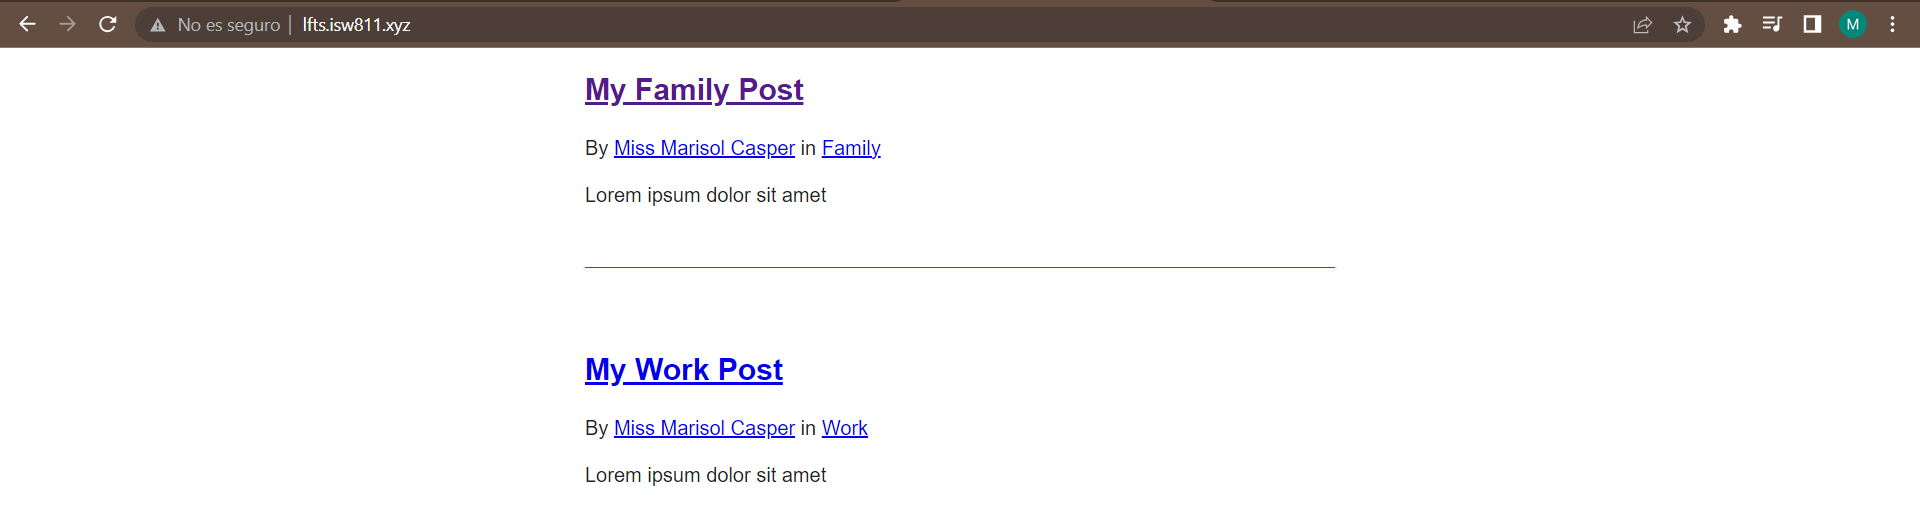 No es seguro | lfts.isw811.xyz
M
My Family Post
By Miss Marisol Casper in Family
Lorem ipsum dolor sit amet
My Work Post
By Miss Marisol Casper in Work
Lorem ipsum dolor sit amet